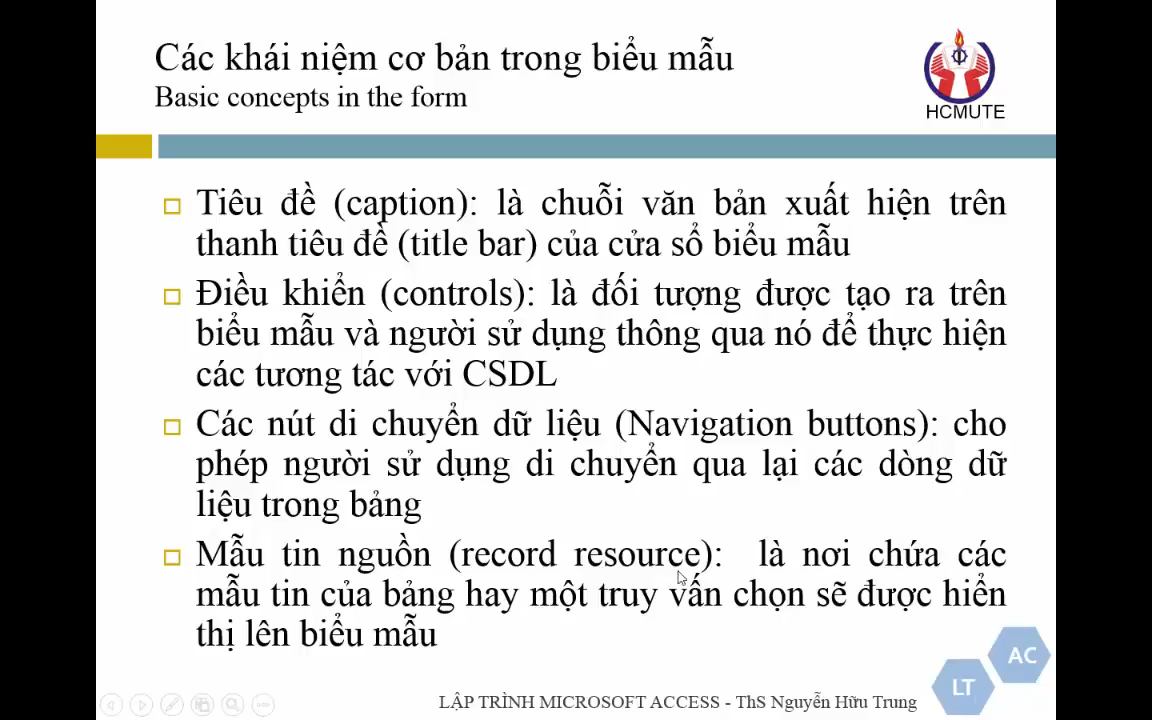 Các khái niệm cơ bản trong biểu mẫu
Basic concepts in the form
HCMUTE
Tiêu đề (caption): là chuỗi văn bản xuất hiện trên
thanh tiêu đề (title bar) của cửa sổ biểu mẫu
Điều khiển (controls): là đối tượng được tạo ra trên
biểu mẫu và người sử dụng thông qua nó để thực hiện
các tương tác với CSDL
Các nút di chuyển dữ liệu (Navigation buttons): cho
phép người sử dụng di chuyển qua lại các dòng dữ
liệu trong bảng
Mẫu tin nguồn (record resource): là nơi chứa các
mẫu tin của bảng hay một truy vấn chọn sẽ được hiển
thị lên biểu mẫu
AC
LT
LẬP TRÌNH MICROSOFT ACCESS - ThS Nguyễn Hữu Trung